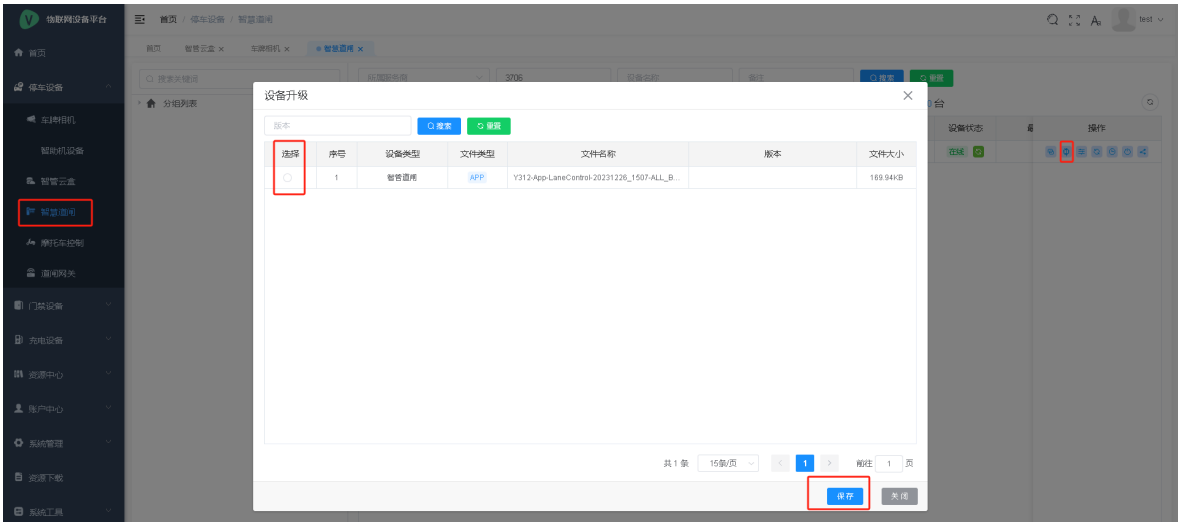 物联网设备平台
首页 / 停车设备 / 智慧道闸
test
首页
智管云盒 ×
车牌相机 ×
智慧道闸 ×
首页
停车设备
车牌相机
智助机设备
智管云盒
智慧道闸
摩托车控制
道闸网关
门禁设备
充电设备
资源中心
账户中心
系统管理
资源下载
系统工具
搜索关键词
分组列表
3706
设备名称
备注
搜索
重置
台
设备状态
操作
在线
设备升级
版本
搜索
重置
选择 序号 设备类型 文件类型 文件名称 版本 文件大小
1 智管道闸 APP Y312-App-LaneControl-20231226_1507-ALL_B... 169.94KB
共 1 条 15条/页 1 前往 1 页
保存 关闭